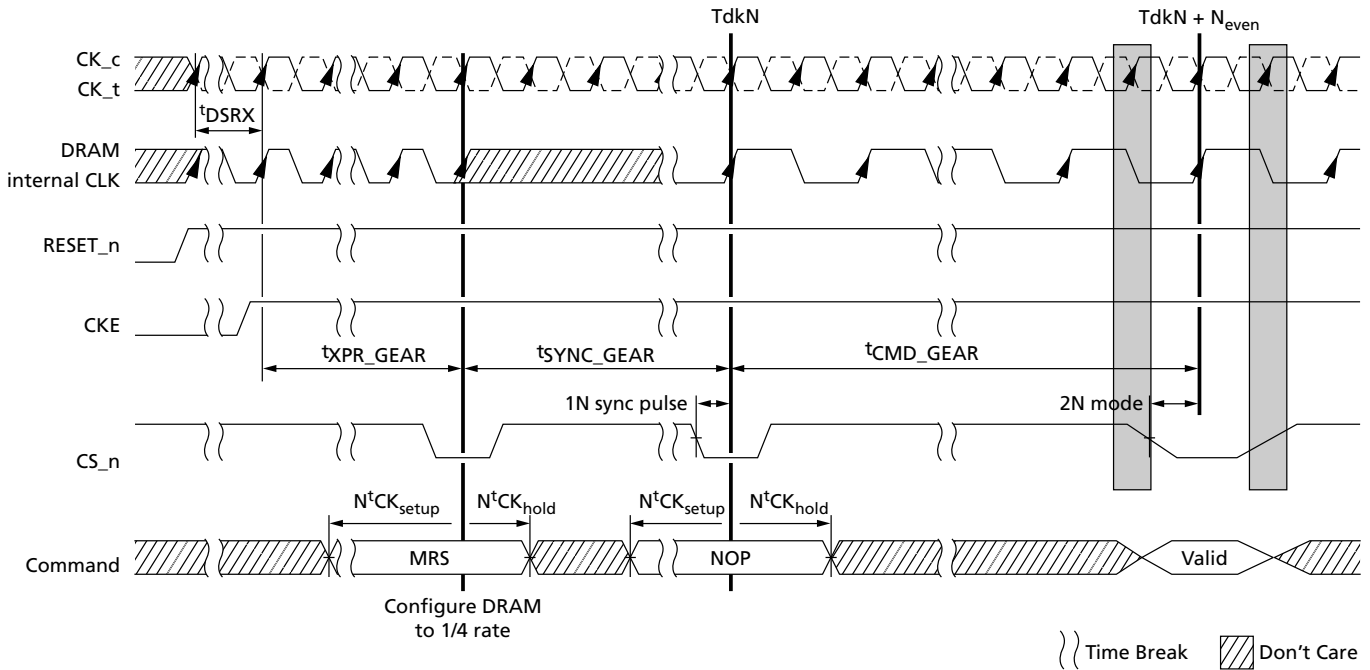 TdkN
TdkN + Neven
CK_c
CK_t
tDSRX
DRAM
internal CLK
RESET_n
CKE
tXPR_GEAR
tSYNC_GEAR
tCMD_GEAR
1N sync pulse
2N mode
CS_n
NtCKsetup
NtCKhold
NtCKsetup
NtCKhold
Command
MRS
NOP
Valid
Configure DRAM
to 1/4 rate
Time Break
Don't Care